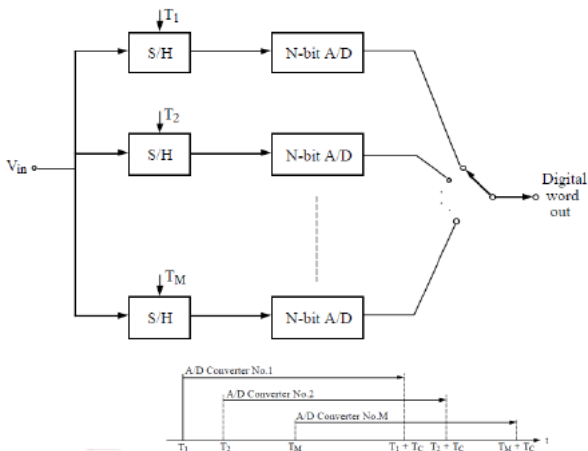 T1
S/H
N-bit A/D
T2
Vin
S/H
N-bit A/D
Digital
word
out
TM
S/H
N-bit A/D
A/D Converter No.1
A/D Converter No.2
A/D Converter No.M
T1 T2 TM T1 + TC T2 + TC TM + TC t